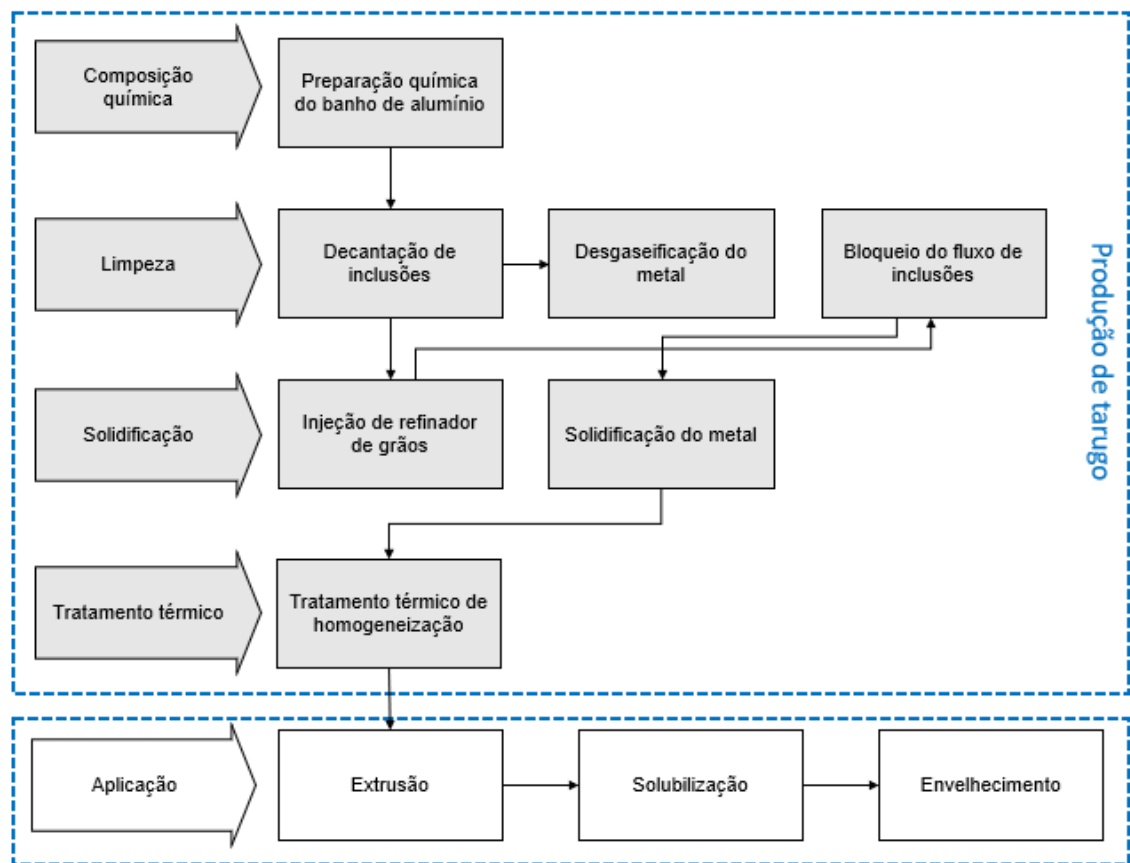 Composição
química
Preparação química
do banho de alumínio
Limpeza
Decantação de
inclusões
Desgaseificação do
metal
Bloqueio do fluxo de
inclusões
Produção de tarugo
Solidificação
Injeção de refinador
de grãos
Solidificação do metal
Tratamento térmico
Tratamento térmico de
homogeneização
Aplicação
Extrusão
Solubilização
Envelhecimento